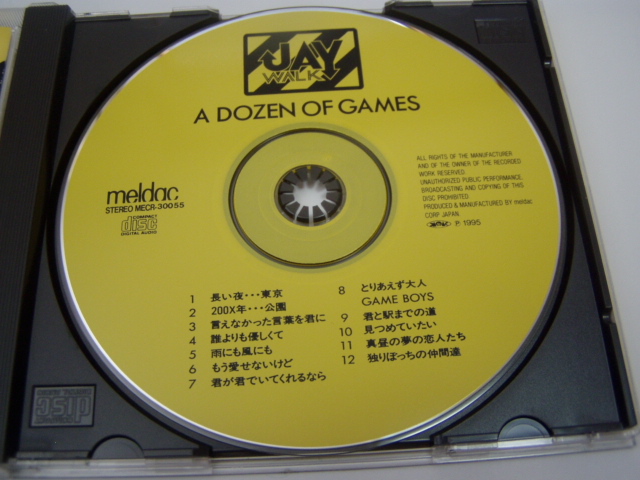 JAY
WALK
A DOZEN OF GAMES
meldac
STEREO MECR-30055
COMPACT
disc
DIGITAL AUDIO
ALL RIGHTS OF THE MANUFACTURER
AND OF THE OWNER OF THE RECORDED
WORK RESERVED.
UNAUTHORIZED PUBLIC PERFORMANCE,
BROADCASTING AND COPYING OF THIS
DISC PROHIBITED.
PRODUCED & MANUFACTURED BY meldac
CORP. JAPAN.
Ⓟ 1995
1 長い夜・・・東京
2 200X年・・・公園
3 言えなかった言葉を君に
4 誰よりも優しくて
5 雨にも風にも
6 もう愛せないけど
7 君が君でいてくれるなら
8 とりあえず大人
GAME BOYS
9 君と駅までの道
10 見つめていたい
11 真昼の夢の恋人たち
12 独りぼっちの仲間達
disc